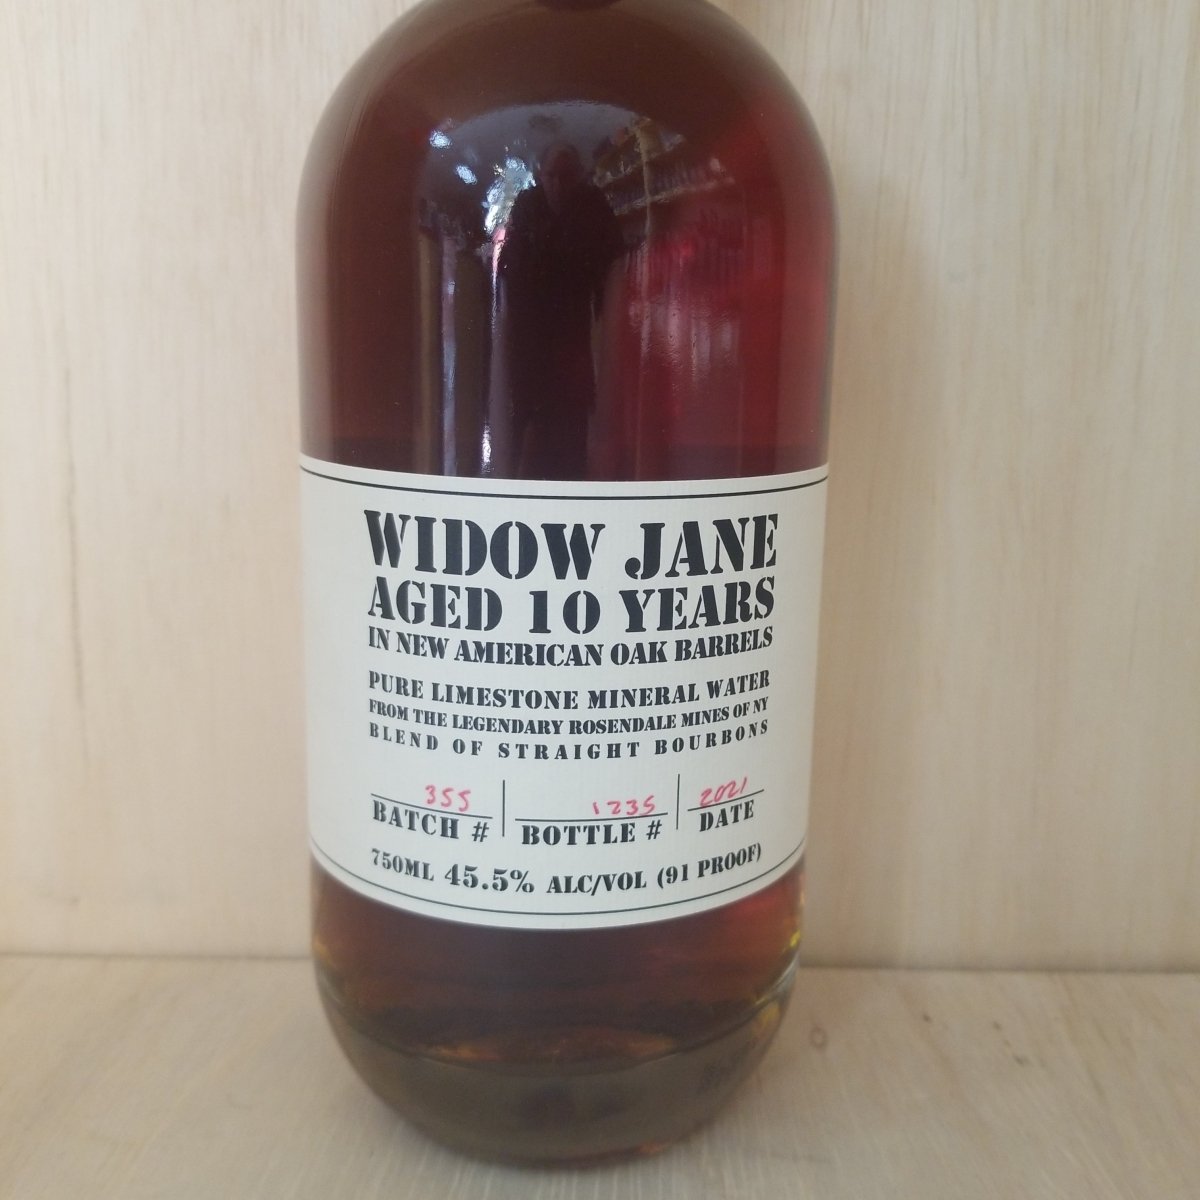 WIDOW JANE
AGED 10 YEARS
IN NEW AMERICAN OAK BARRELS
PURE LIMESTONE MINERAL WATER
FROM THE LEGENDARY ROSENDALE MINES OF NY
BLEND OF STRAIGHT BOURBONS
355 1235 2021
BATCH # BOTTLE # DATE
750ML 45.5% ALC/VOL (91 PROOF)